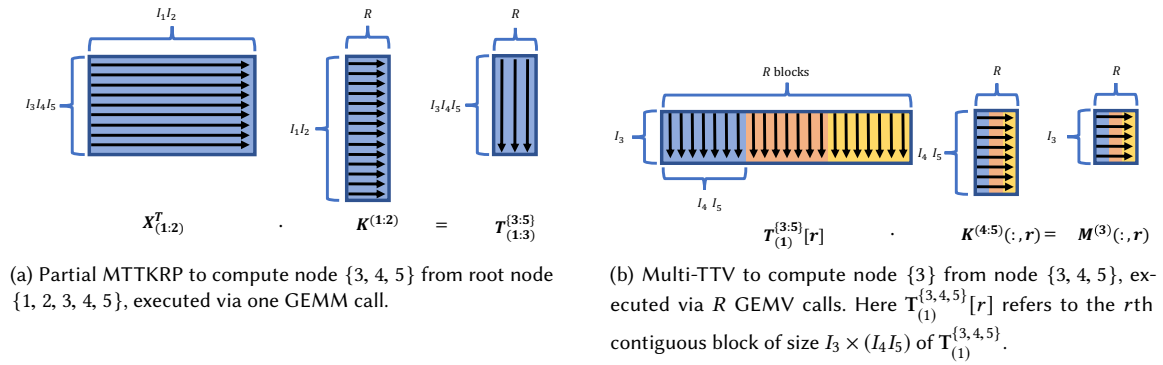 I₁I₂
R
R
I₃I₄I₅
I₁I₂
I₃I₄I₅
X^T_(1:2) · K^(1:2) = T^{3:5}_(1:3)
(a) Partial MTTKRP to compute node {3, 4, 5} from root node
{1, 2, 3, 4, 5}, executed via one GEMM call.
R blocks
R
R
I₃
I₄ I₅
I₃
I₄ I₅
T^{3:5}_(1)[r] · K^(4:5)(:,r) = M^(3)(:,r)
(b) Multi-TTV to compute node {3} from node {3, 4, 5}, ex-
ecuted via R GEMV calls. Here T^{3,4,5}_(1)[r] refers to the rth
contiguous block of size I₃ × (I₄I₅) of T^{3,4,5}_(1).